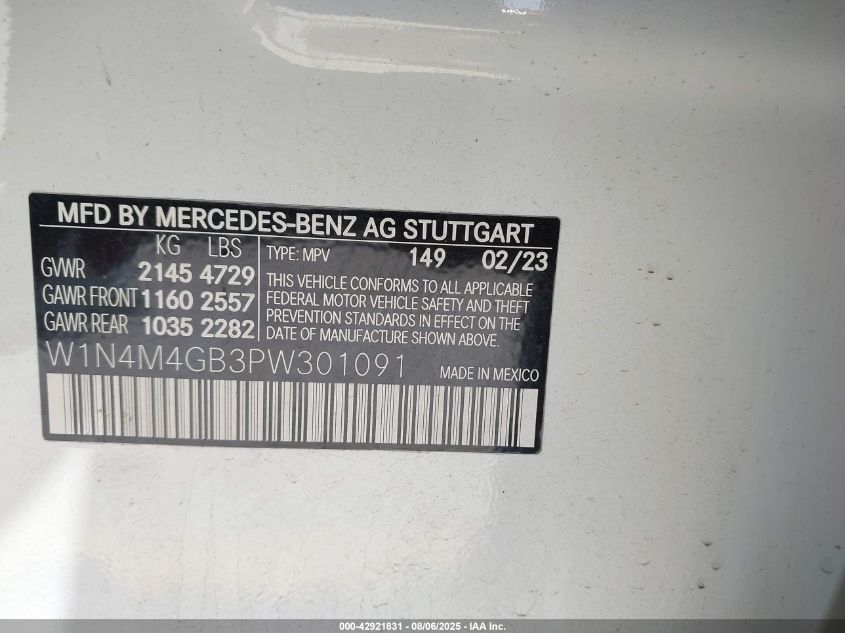 MFD BY MERCEDES-BENZ AG STUTTGART
KG LBS
GVWR 2145 4729
GAWR FRONT 1160 2557
GAWR REAR 1035 2282
TYPE: MPV 149 02/23
THIS VEHICLE CONFORMS TO ALL APPLICABLE
FEDERAL MOTOR VEHICLE SAFETY AND THEFT
PREVENTION STANDARDS IN EFFECT ON THE
DATE OF MANUFACTURE SHOWN ABOVE.
W1N4M4GB3PW301091 MADE IN MEXICO
000-42921831 - 08/06/2025 - IAA Inc.